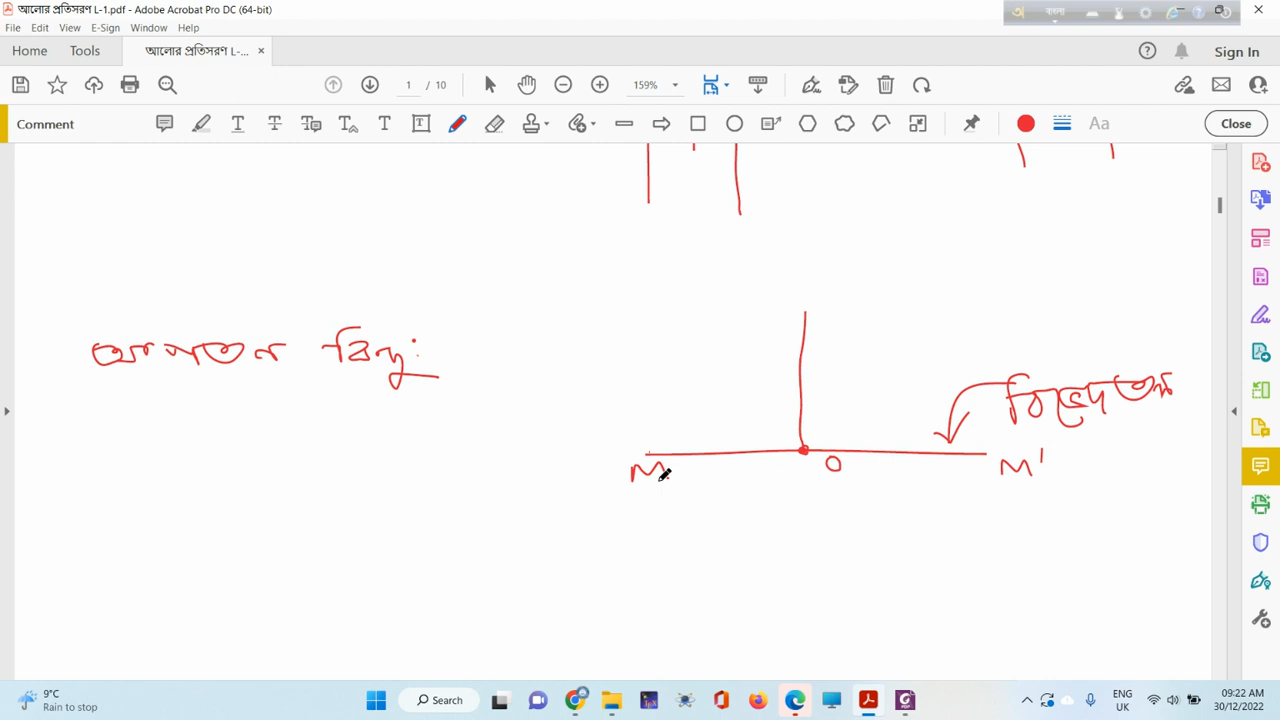 আলোর প্রতিসরণ L-1.pdf - Adobe Acrobat Pro DC (64-bit)
বাংলা
File Edit View E-Sign Window Help
Home Tools আলোর প্রতিসরণ L-... ×
Sign In
1 / 10 159%
Comment
Aa
Close
আপতন বিন্দু:
বিভেদতল
M O M'
9°C
Rain to stop
Search
ENG
UK
09:22 AM
30/12/2022